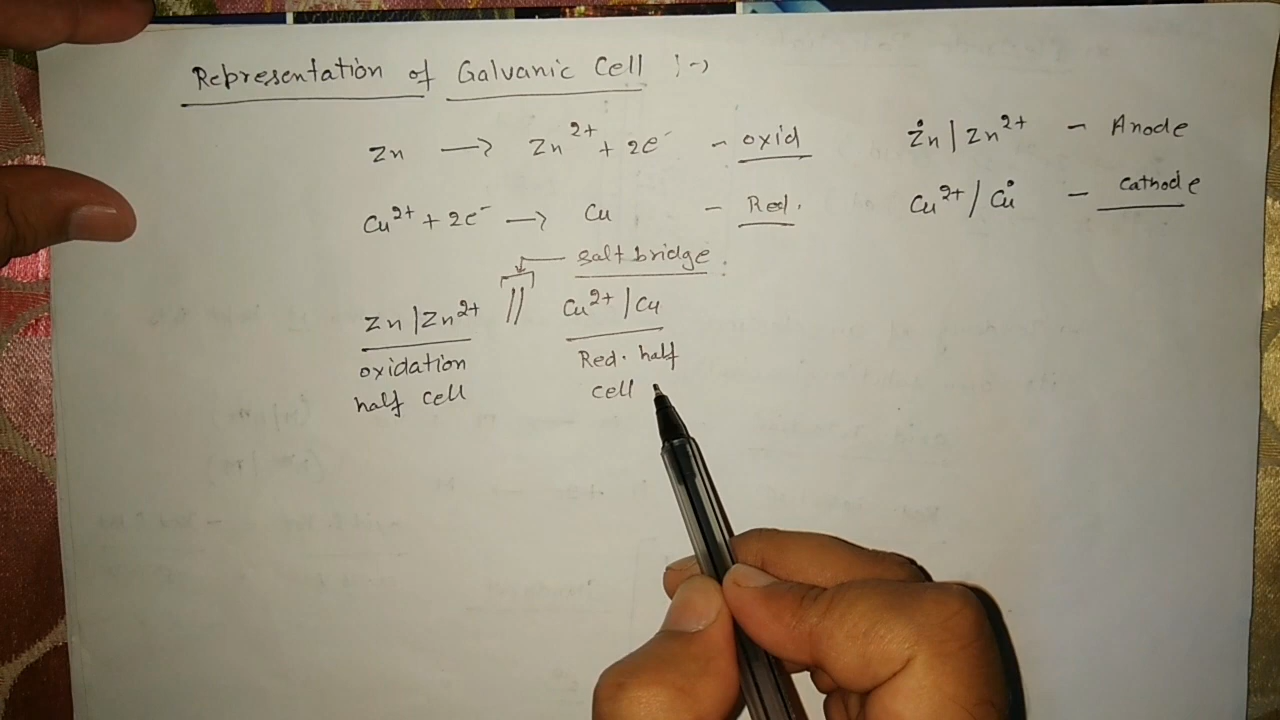 Representation of Galvanic Cell :→
Zn → Zn²⁺ + 2e⁻ - oxid
Zn° | Zn²⁺ - Anode
Cu²⁺ + 2e⁻ → Cu - Red.
Cu²⁺ / Cu° - Cathode
salt bridge.
Zn | Zn²⁺ // Cu²⁺ | Cu
oxidation
half cell
Red. half
cell